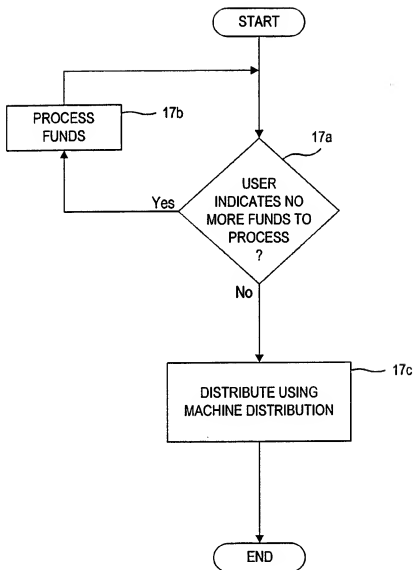 START
PROCESS
FUNDS
17b
17a
USER
INDICATES NO
MORE FUNDS TO
PROCESS
?
Yes
No
17c
DISTRIBUTE USING
MACHINE DISTRIBUTION
END